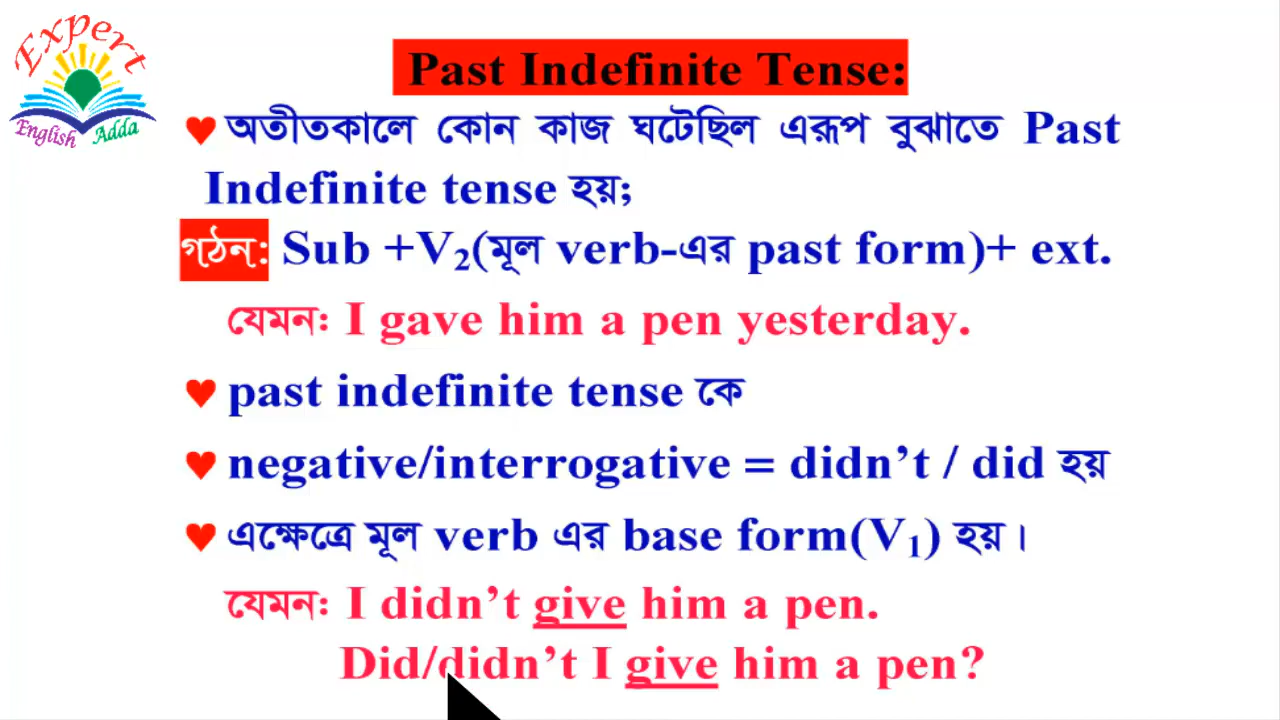 Expert
English Adda
Past Indefinite Tense:
♥ অতীতকালে কোন কাজ ঘটেছিল এরূপ বুঝাতে Past
Indefinite tense হয়;
গঠন: Sub +V₂(মূল verb-এর past form)+ ext.
যেমনঃ I gave him a pen yesterday.
♥ past indefinite tense কে
♥ negative/interrogative = didn’t / did হয়
♥ এক্ষেত্রে মূল verb এর base form(V₁) হয়।
যেমনঃ I didn’t give him a pen.
Did/didn’t I give him a pen?